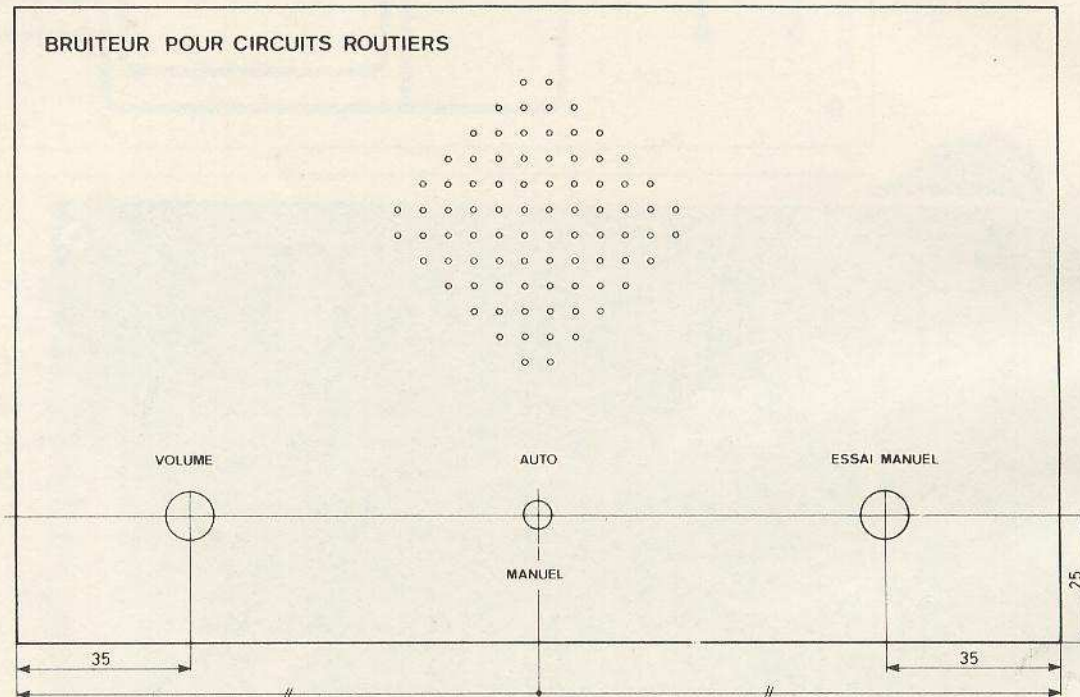 BRUITEUR POUR CIRCUITS ROUTIERS
VOLUME AUTO ESSAI MANUEL
MANUEL
25
35 35
// //